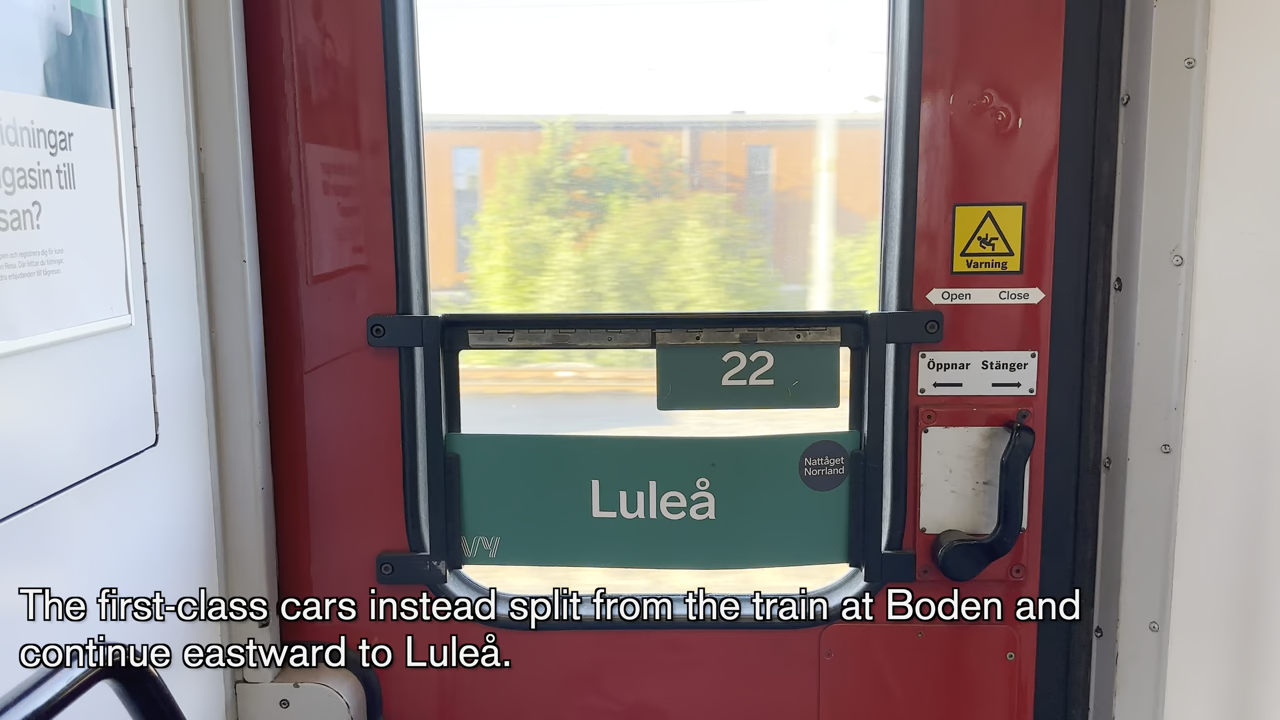 idningar
gasin till
san?
Varning
Open Close
Öppnar Stänger
22
Nattåget
Norrland
Luleå
VY
The first-class cars instead split from the train at Boden and
continue eastward to Luleå.